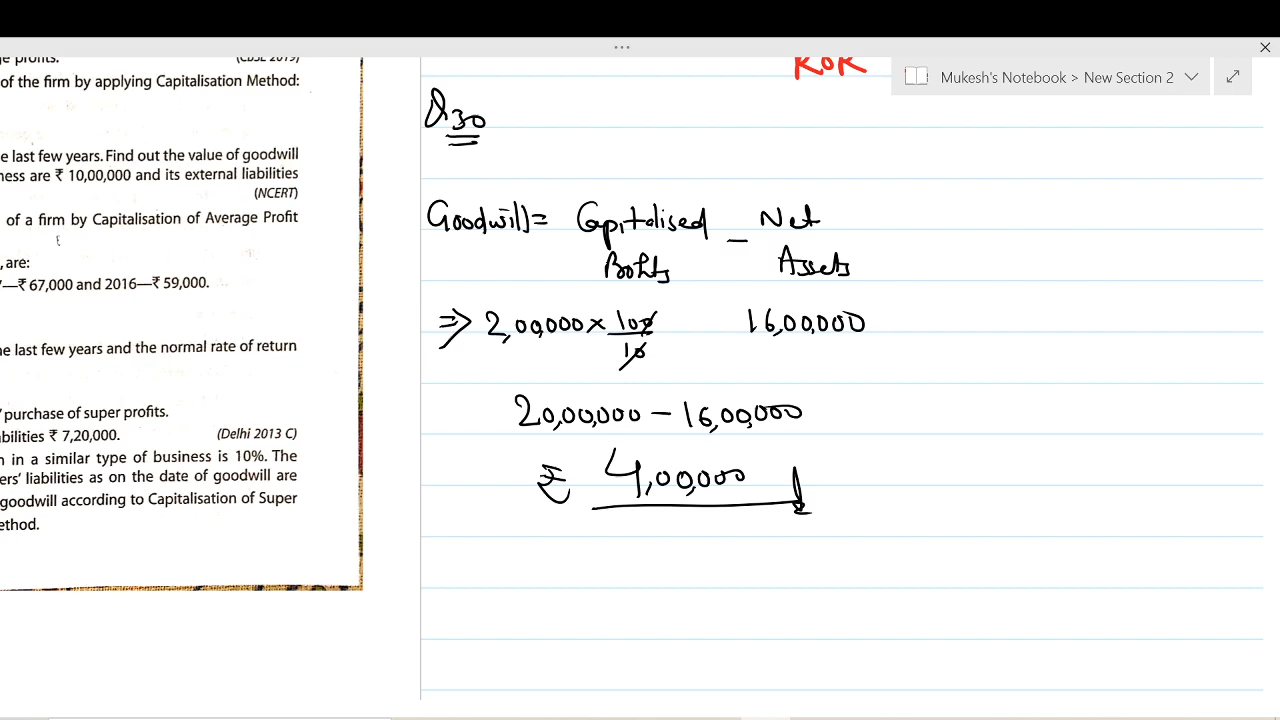 e profits. (CBSE 2019)
of the firm by applying Capitalisation Method:
e last few years. Find out the value of goodwill
ness are ₹ 10,00,000 and its external liabilities
(NCERT)
of a firm by Capitalisation of Average Profit
, are:
—₹ 67,000 and 2016—₹ 59,000.
e last few years and the normal rate of return
purchase of super profits.
bilities ₹ 7,20,000. (Delhi 2013 C)
n in a similar type of business is 10%. The
ers' liabilities as on the date of goodwill are
goodwill according to Capitalisation of Super
ethod.
ROR
Mukesh's Notebook > New Section 2
Q.30
Goodwill = Capitalised Profits – Net Assets
⇒ 2,00,000 × 100/10 16,00,000
20,00,000 – 16,00,000
₹ 4,00,000